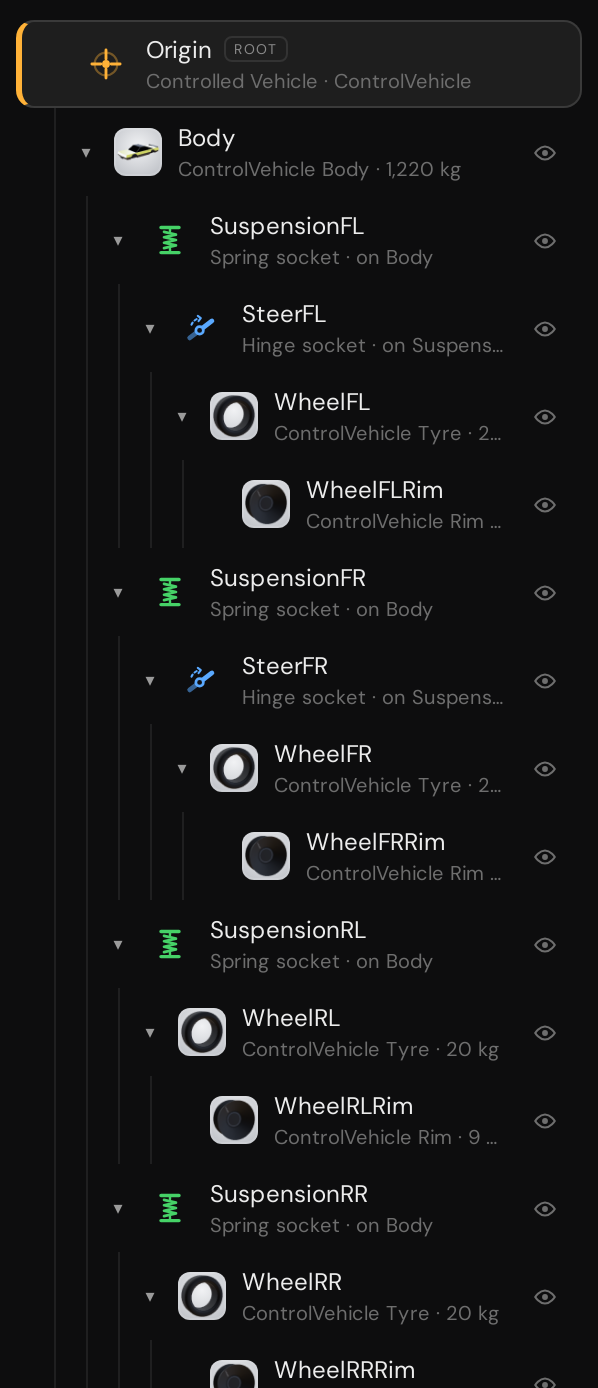 Origin ROOT
Controlled Vehicle · ControlVehicle
Body
ControlVehicle Body · 1,220 kg
SuspensionFL
Spring socket · on Body
SteerFL
Hinge socket · on Suspens...
WheelFL
ControlVehicle Tyre · 2...
WheelFLRim
ControlVehicle Rim ...
SuspensionFR
Spring socket · on Body
SteerFR
Hinge socket · on Suspens...
WheelFR
ControlVehicle Tyre · 2...
WheelFRRim
ControlVehicle Rim ...
SuspensionRL
Spring socket · on Body
WheelRL
ControlVehicle Tyre · 20 kg
WheelRLRim
ControlVehicle Rim · 9 ...
SuspensionRR
Spring socket · on Body
WheelRR
ControlVehicle Tyre · 20 kg
WheelRRRim